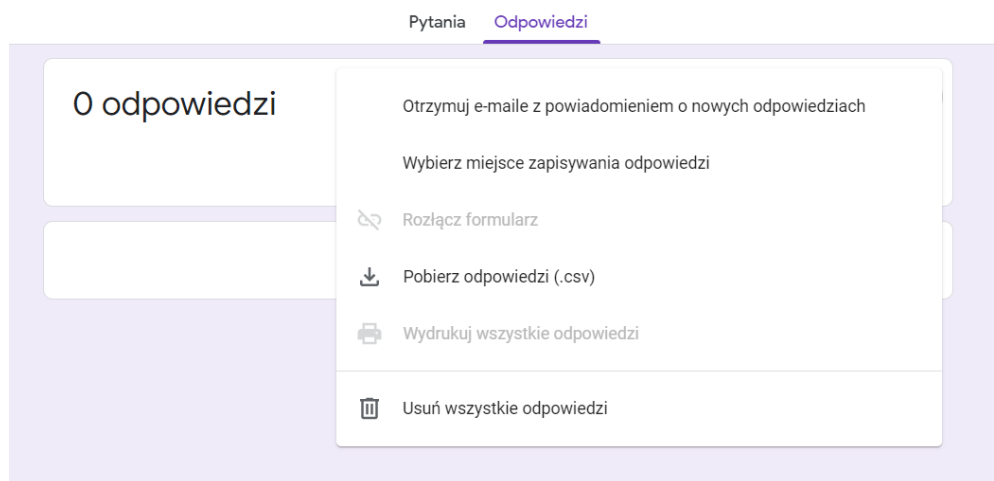 Pytania Odpowiedzi
0 odpowiedzi
Otrzymuj e-maile z powiadomieniem o nowych odpowiedziach
Wybierz miejsce zapisywania odpowiedzi
Rozłącz formularz
Pobierz odpowiedzi (.csv)
Wydrukuj wszystkie odpowiedzi
Usuń wszystkie odpowiedzi